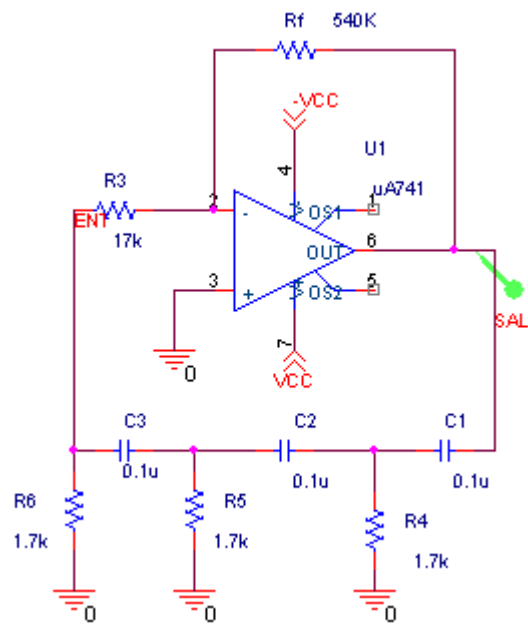 Rf 540K
-VCC
U1
uA741
4
R3
2
-
OS1
1
ENT
17k
OUT
6
3
+
OS2
5
SAL
7
0
VCC
C3
C2
C1
0.1u
0.1u
0.1u
R6
R5
R4
1.7k
1.7k
1.7k
0
0
0